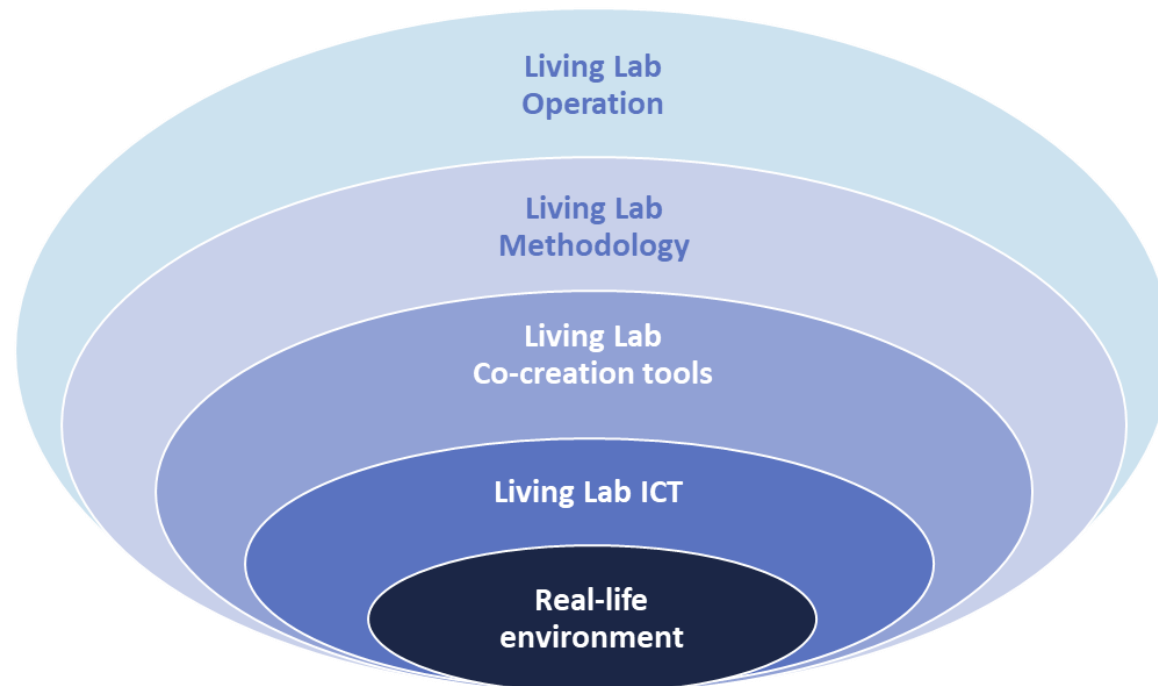 Living Lab
Operation
Living Lab
Methodology
Living Lab
Co-creation tools
Living Lab ICT
Real-life
environment